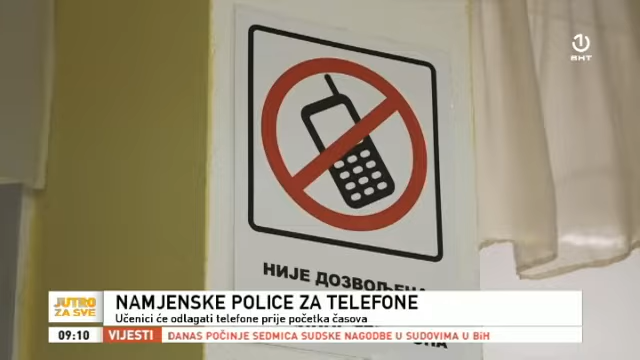 1
BHT
НИЈЕ ДОЗВОЉЕНА
JUTRO
ZA SVE
NAMJENSKE POLICE ZA TELEFONE
Učenici će odlagati telefone prije početka časova
09:10 VIJESTI DANAS POČINJE SEDMICA SUDSKE NAGODBE U SUDOVIMA U BiH